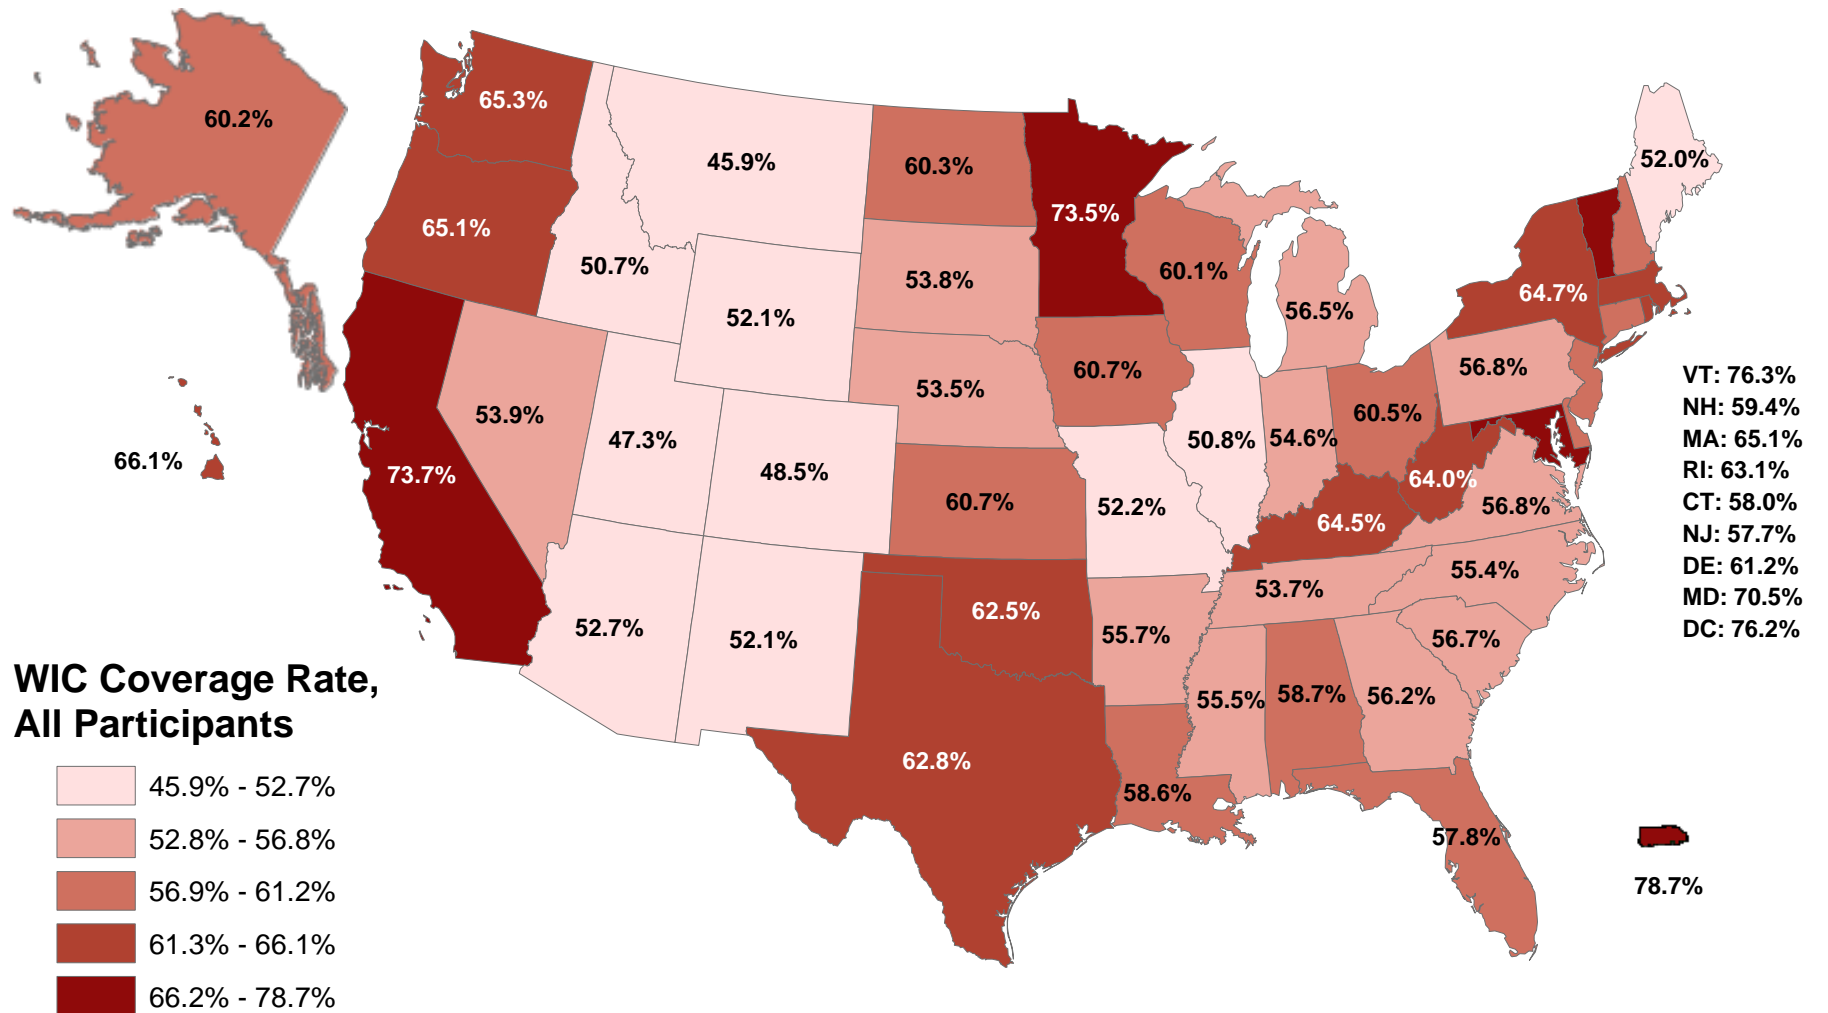 60.2%
65.3%
45.9%
60.3%
73.5%
52.0%
65.1%
50.7%
52.1%
53.8%
60.1%
56.5%
64.7%
53.9%
47.3%
48.5%
53.5%
60.7%
50.8%
54.6%
60.5%
56.8%
66.1%
73.7%
60.7%
52.2%
64.5%
64.0%
56.8%
VT: 76.3%
NH: 59.4%
MA: 65.1%
RI: 63.1%
CT: 58.0%
NJ: 57.7%
DE: 61.2%
MD: 70.5%
DC: 76.2%
52.7%
52.1%
62.5%
55.7%
53.7%
55.4%
56.7%
62.8%
58.6%
55.5%
58.7%
56.2%
57.8%
78.7%
WIC Coverage Rate,
All Participants
45.9% - 52.7%
52.8% - 56.8%
56.9% - 61.2%
61.3% - 66.1%
66.2% - 78.7%